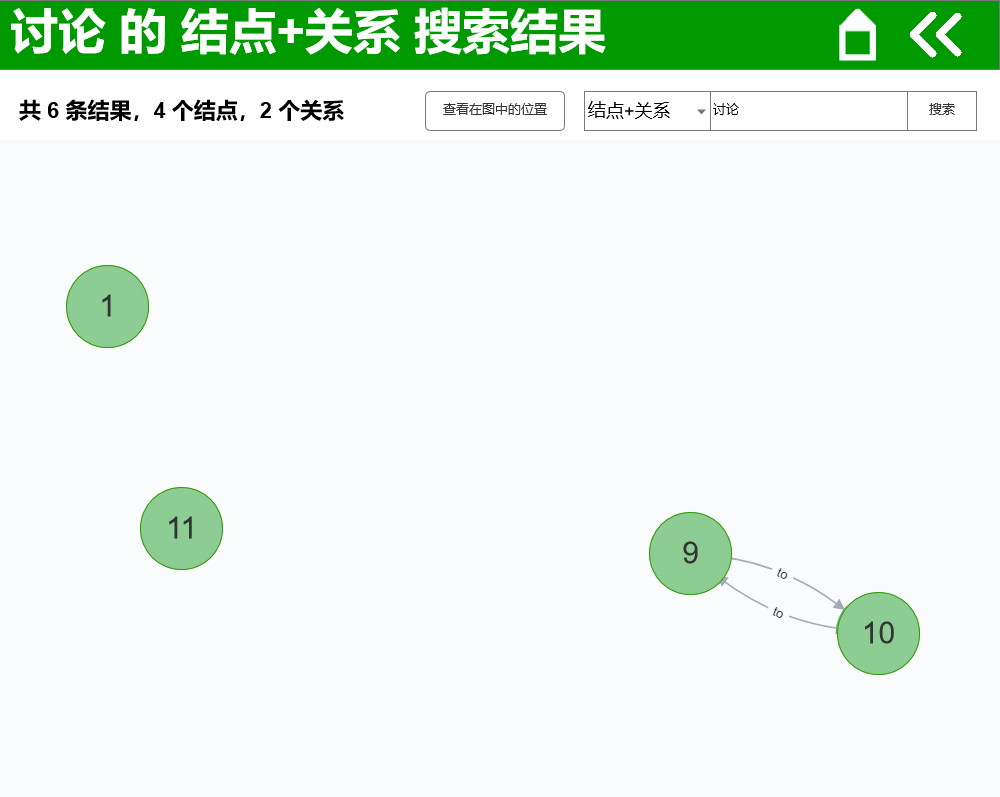 讨论 的 结点+关系 搜索结果
共 6 条结果，4 个结点，2 个关系
查看在图中的位置
结点+关系
讨论
搜索
1
11
9
to
to
10